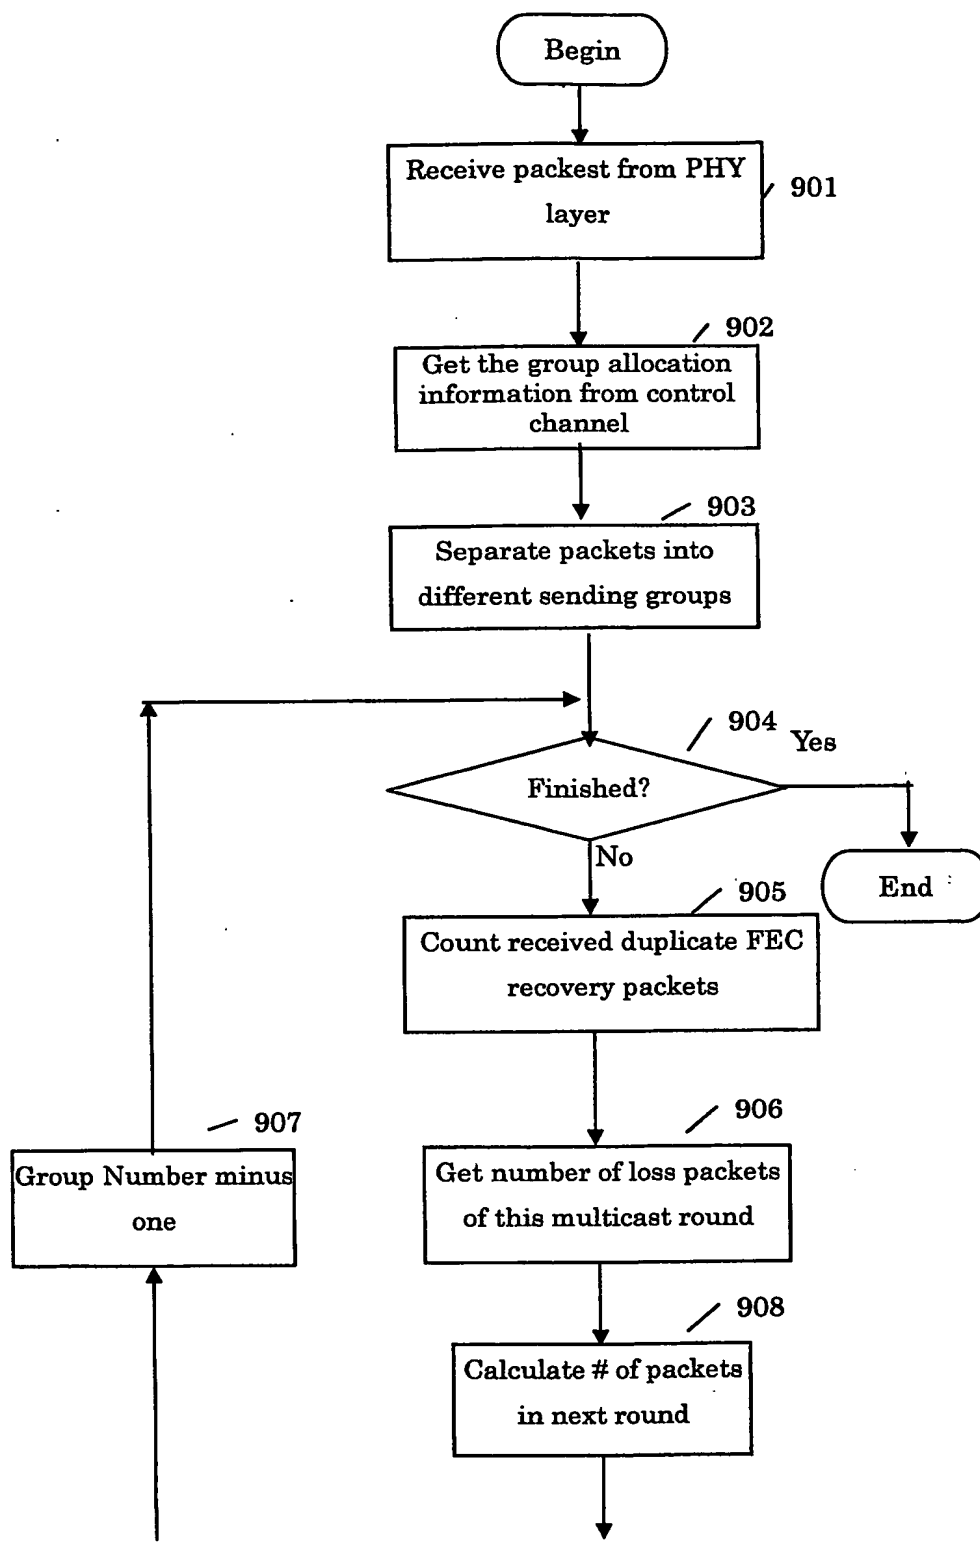 Begin
Receive packest from PHY
layer
901
902
Get the group allocation
information from control
channel
903
Separate packets into
different sending groups
904
Yes
Finished?
No
End
905
Count received duplicate FEC
recovery packets
906
907
Group Number minus
one
Get number of loss packets
of this multicast round
908
Calculate # of packets
in next round